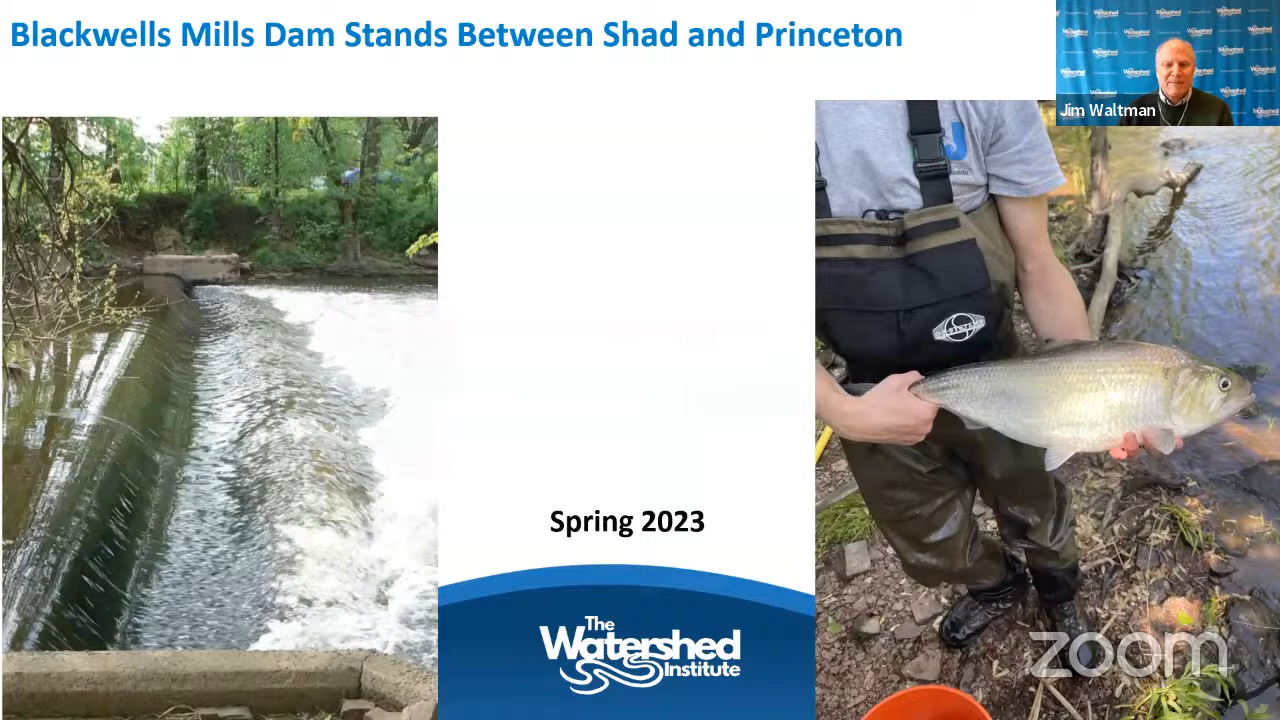 Blackwells Mills Dam Stands Between Shad and Princeton
Jim Waltman
Spring 2023
The
Watershed
Institute
zoom